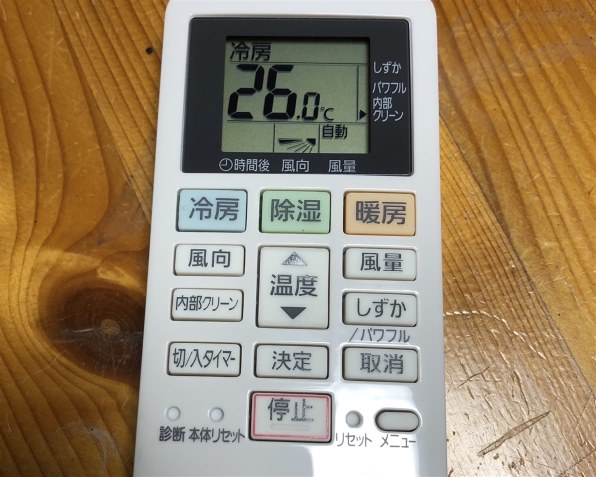 冷房
26.0℃
しずか
パワフル
内部
クリーン
自動
時間後 風向 風量
冷房 除湿 暖房
風向 温度 風量
内部クリーン しずか
/パワフル
切/入タイマー 決定 取消
停止
診断 本体リセット リセット メニュー